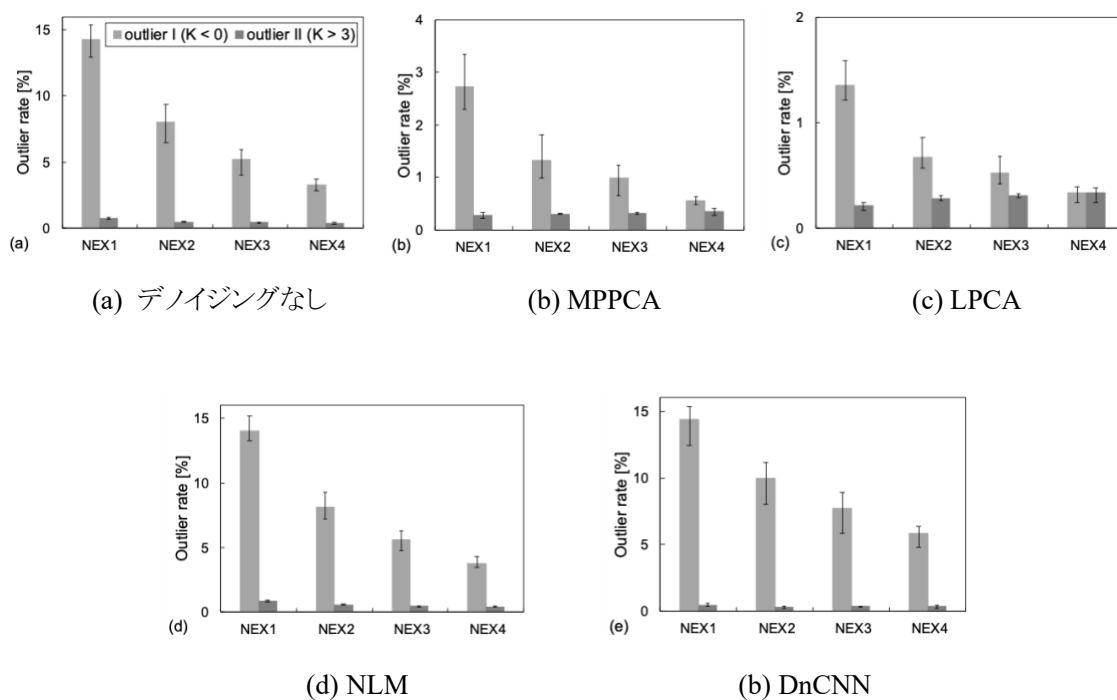 outlier I (K < 0) outlier II (K > 3)
Outlier rate [%]
15
10
5
0
(a)
NEX1 NEX2 NEX3 NEX4
(a) デノイジングなし
Outlier rate [%]
4
3
2
1
0
(b)
NEX1 NEX2 NEX3 NEX4
(b) MPPCA
Outlier rate [%]
2
1
0
(c)
NEX1 NEX2 NEX3 NEX4
(c) LPCA
Outlier rate [%]
15
10
5
0
(d)
NEX1 NEX2 NEX3 NEX4
(d) NLM
Outlier rate [%]
15
10
5
0
(e)
NEX1 NEX2 NEX3 NEX4
(b) DnCNN